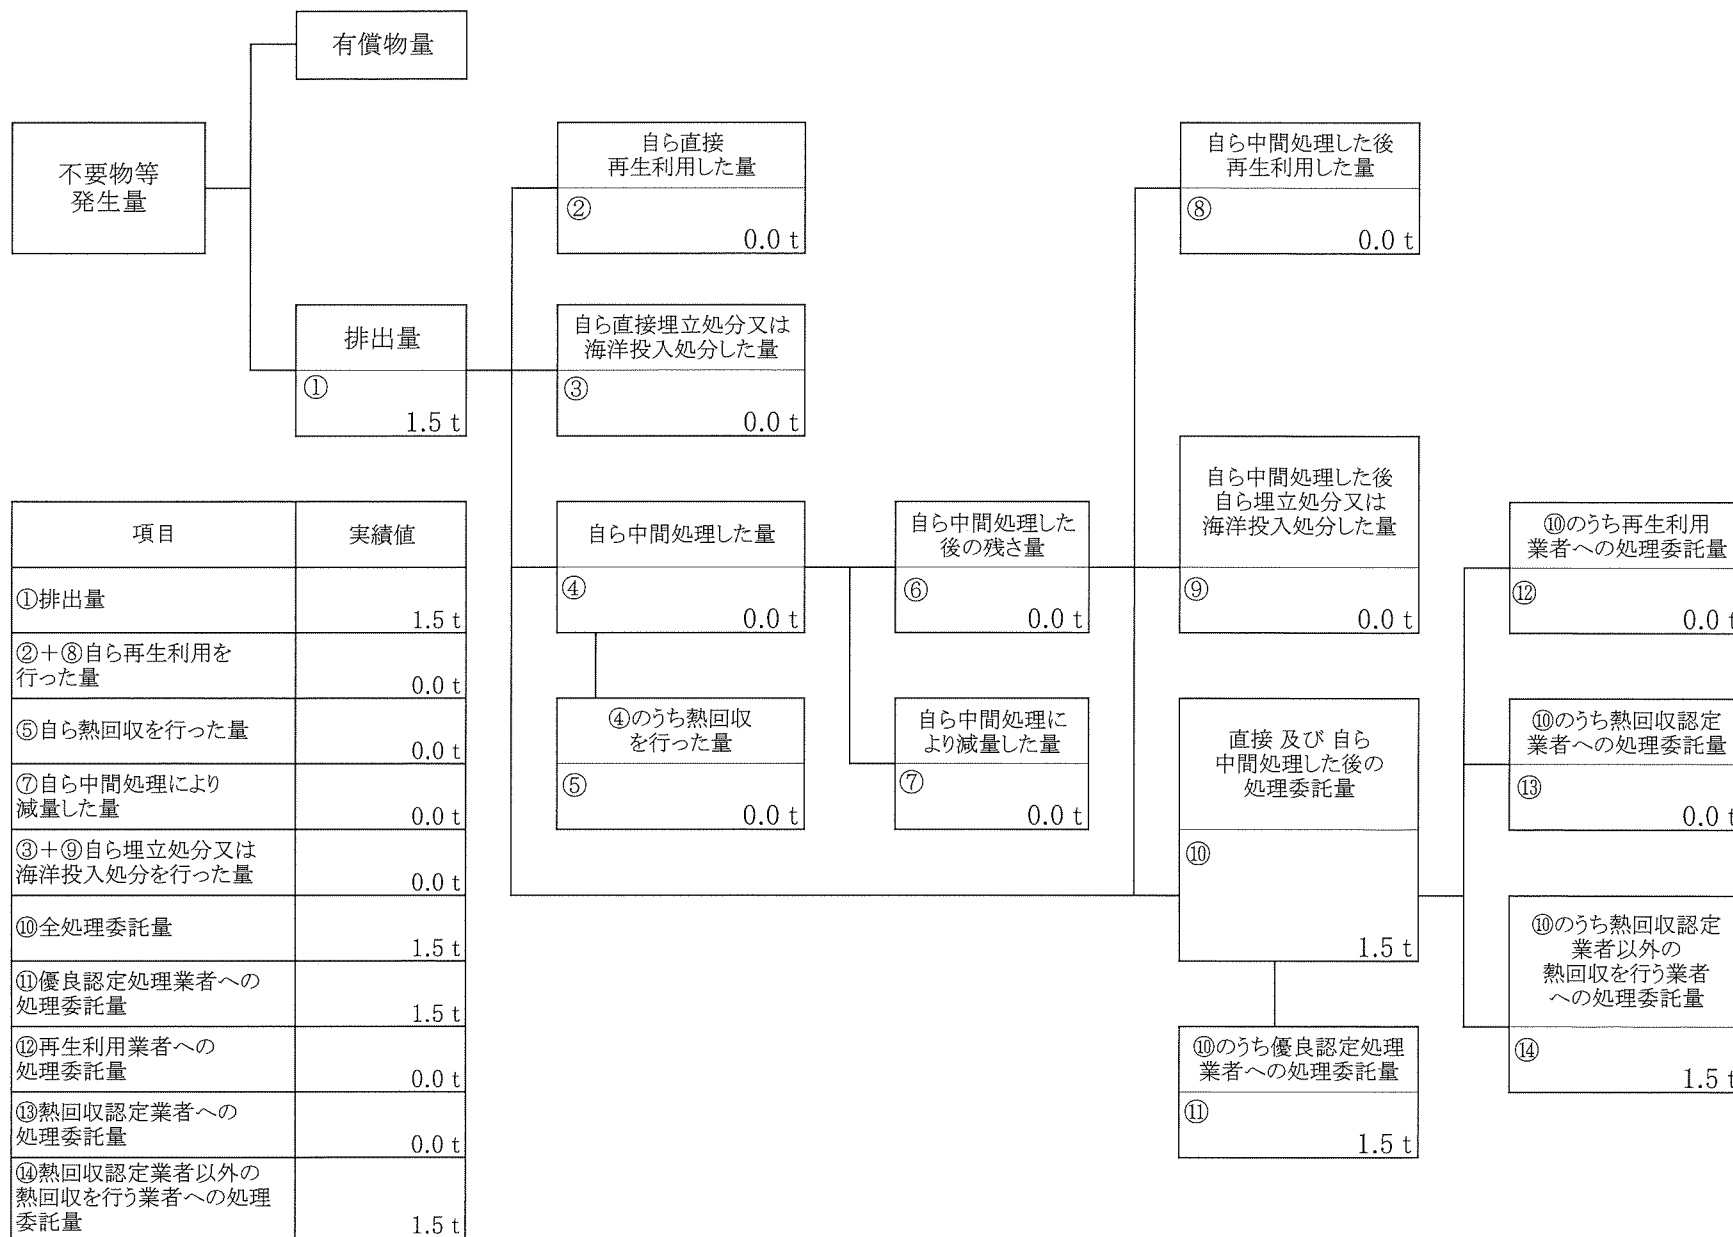 有償物量
不要物等
発生量
自ら直接
再生利用した量
②
0.0 t
自ら中間処理した後
再生利用した量
⑧
0.0 t
排出量
①
1.5 t
自ら直接埋立処分又は
海洋投入処分した量
③
0.0 t
自ら中間処理した量
④
0.0 t
自ら中間処理した
後の残さ量
⑥
0.0 t
自ら中間処理した後
自ら埋立処分又は
海洋投入処分した量
⑨
0.0 t
⑩のうち再生利用
業者への処理委託量
⑫
0.0 t
④のうち熱回収
を行った量
⑤
0.0 t
自ら中間処理に
より減量した量
⑦
0.0 t
直接 及び 自ら
中間処理した後の
処理委託量
⑩
1.5 t
⑩のうち熱回収認定
業者への処理委託量
⑬
0.0 t
⑩のうち熱回収認定
業者以外の
熱回収を行う業者
への処理委託量
⑭
1.5 t
⑩のうち優良認定処理
業者への処理委託量
⑪
1.5 t
項目 実績値
①排出量
1.5 t
②+⑧自ら再生利用を
行った量
0.0 t
⑤自ら熱回収を行った量
0.0 t
⑦自ら中間処理により
減量した量
0.0 t
③+⑨自ら埋立処分又は
海洋投入処分を行った量
0.0 t
⑩全処理委託量
1.5 t
⑪優良認定処理業者への
処理委託量
1.5 t
⑫再生利用業者への
処理委託量
0.0 t
⑬熱回収認定業者への
処理委託量
0.0 t
⑭熱回収認定業者以外の
熱回収を行う業者への処理
委託量
1.5 t